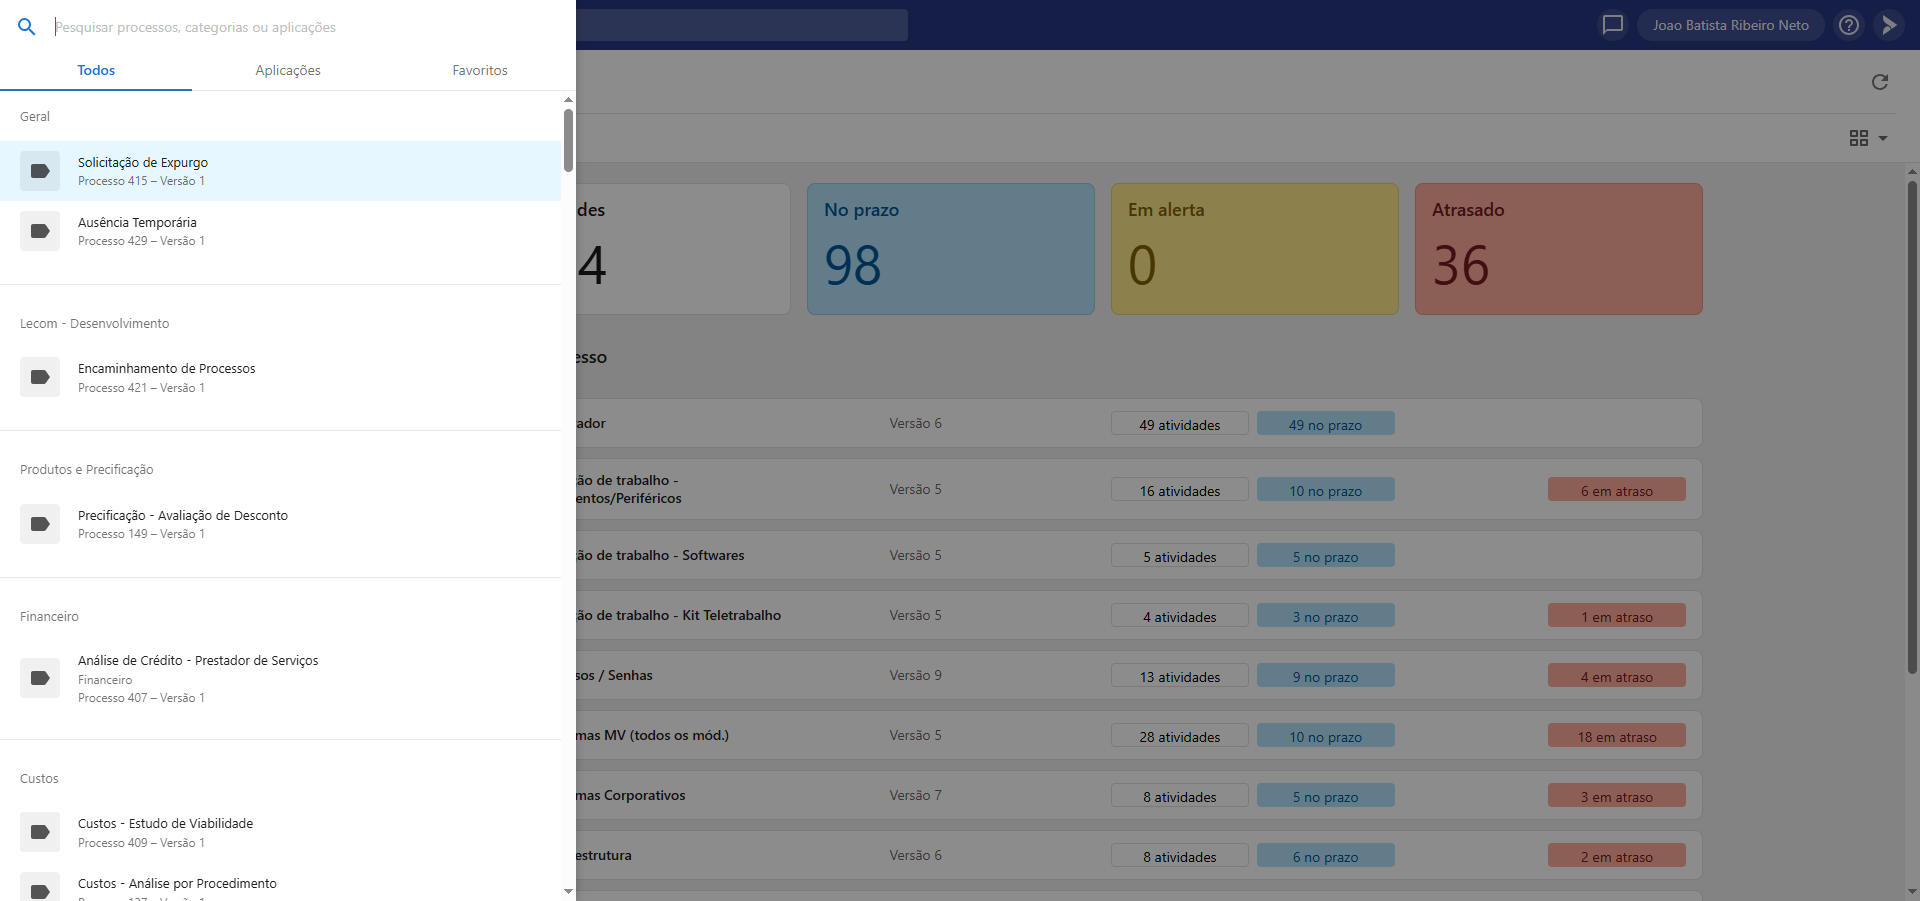 Pesquisar processos, categorias ou aplicações
Joao Batista Ribeiro Neto
Todos
Aplicações
Favoritos
Geral
Solicitação de Expurgo
Processo 415 – Versão 1
Ausência Temporária
Processo 429 – Versão 1
Lecom - Desenvolvimento
Encaminhamento de Processos
Processo 421 – Versão 1
Produtos e Precificação
Precificação - Avaliação de Desconto
Processo 149 – Versão 1
Financeiro
Análise de Crédito - Prestador de Serviços
Financeiro
Processo 407 – Versão 1
Custos
Custos - Estudo de Viabilidade
Processo 409 – Versão 1
Custos - Análise por Procedimento
des
4
No prazo
98
Em alerta
0
Atrasado
36
esso
ador
Versão 6
49 atividades
49 no prazo
ão de trabalho -
entos/Periféricos
Versão 5
16 atividades
10 no prazo
6 em atraso
ão de trabalho - Softwares
Versão 5
5 atividades
5 no prazo
ão de trabalho - Kit Teletrabalho
Versão 5
4 atividades
3 no prazo
1 em atraso
sos / Senhas
Versão 9
13 atividades
9 no prazo
4 em atraso
mas MV (todos os mód.)
Versão 5
28 atividades
10 no prazo
18 em atraso
mas Corporativos
Versão 7
8 atividades
5 no prazo
3 em atraso
estrutura
Versão 6
8 atividades
6 no prazo
2 em atraso